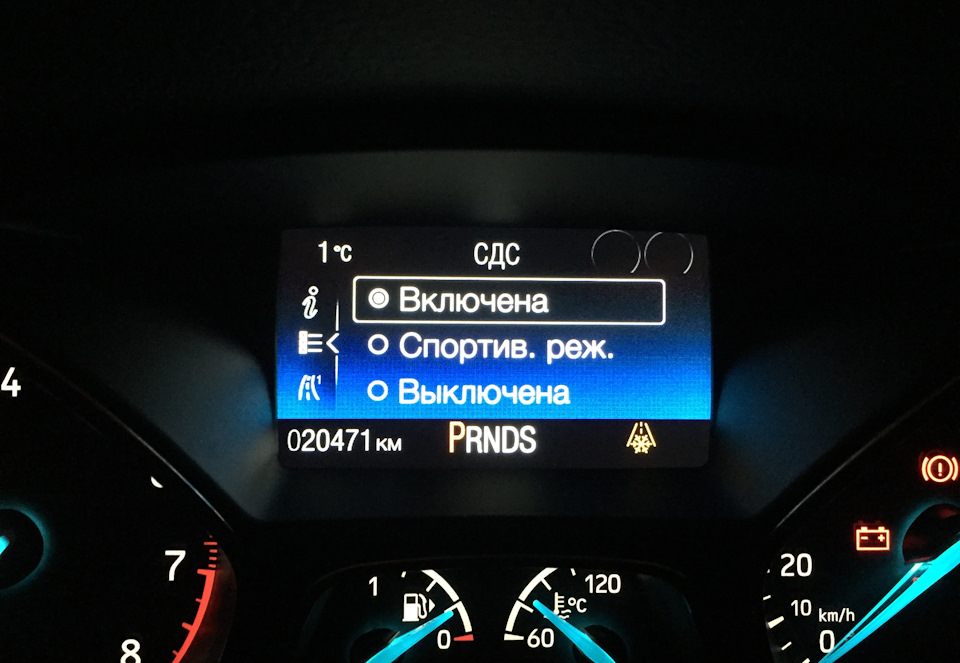 1°C СДС
Включена
Спортив. реж.
Выключена
020471 км PRNDS
4
7
8
1
0
120
°C
60
20
10 km/h
0